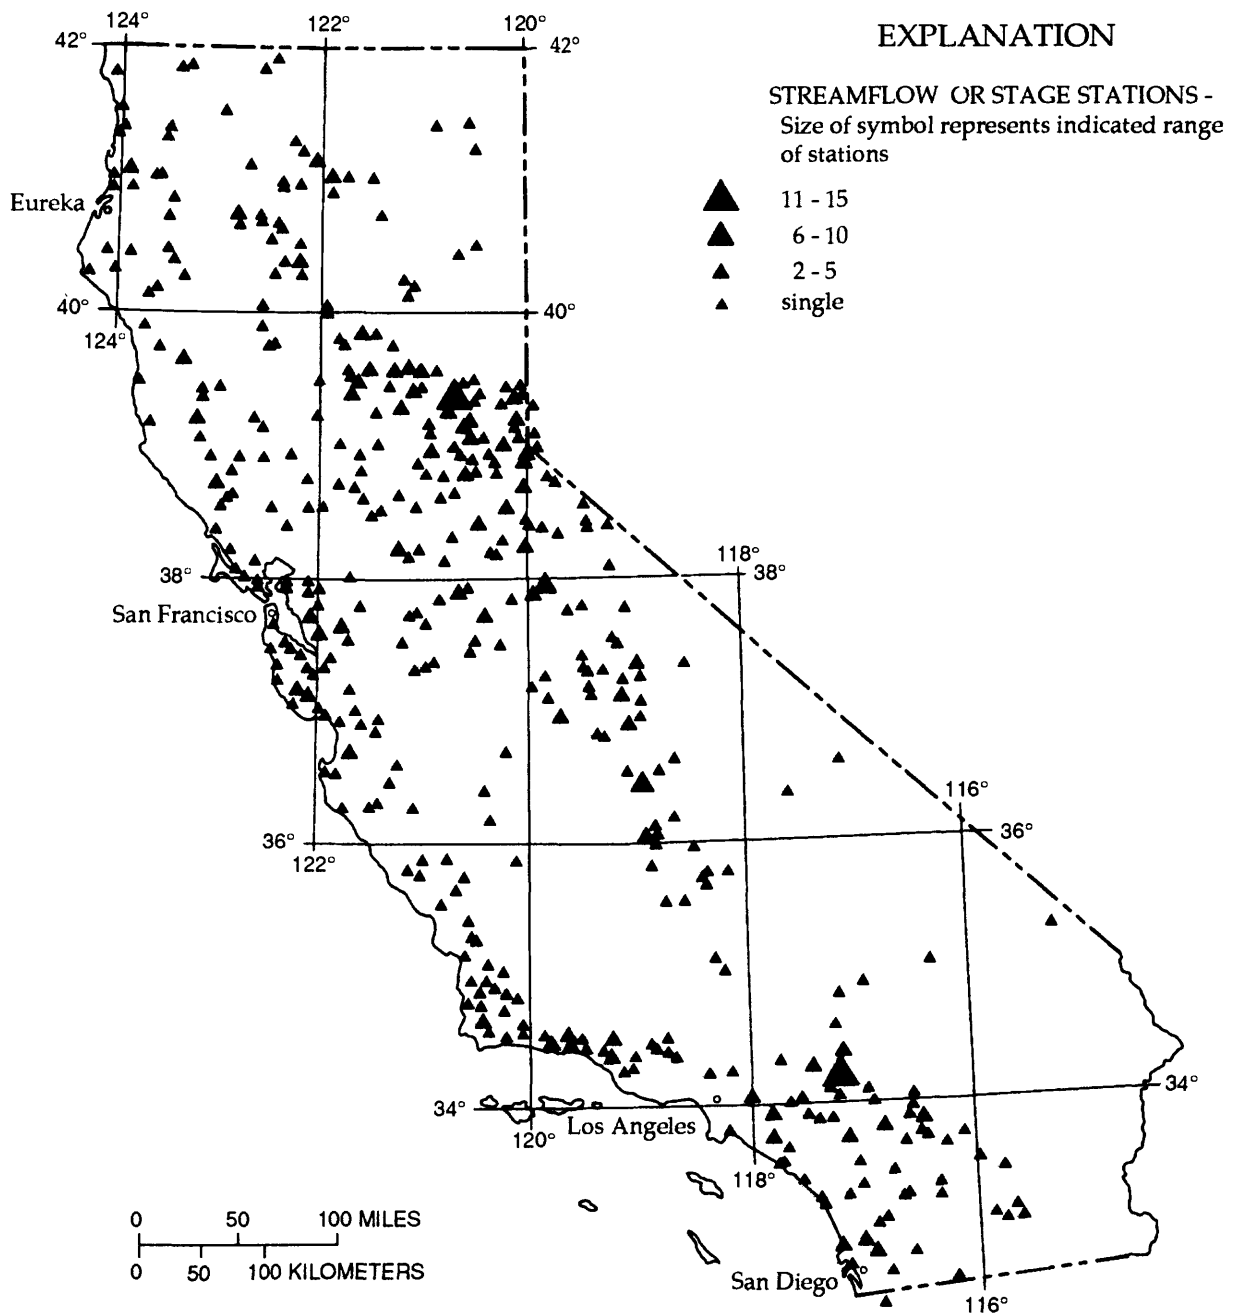 124°
122°
120°
42°
42°
EXPLANATION
STREAMFLOW OR STAGE STATIONS -
Size of symbol represents indicated range
of stations
11 - 15
6 - 10
2 - 5
single
Eureka
40°
40°
124°
118°
38°
38°
San Francisco
116°
36°
36°
122°
34°
34°
120°
Los Angeles
118°
0 50 100 MILES
0 50 100 KILOMETERS
San Diego
116°